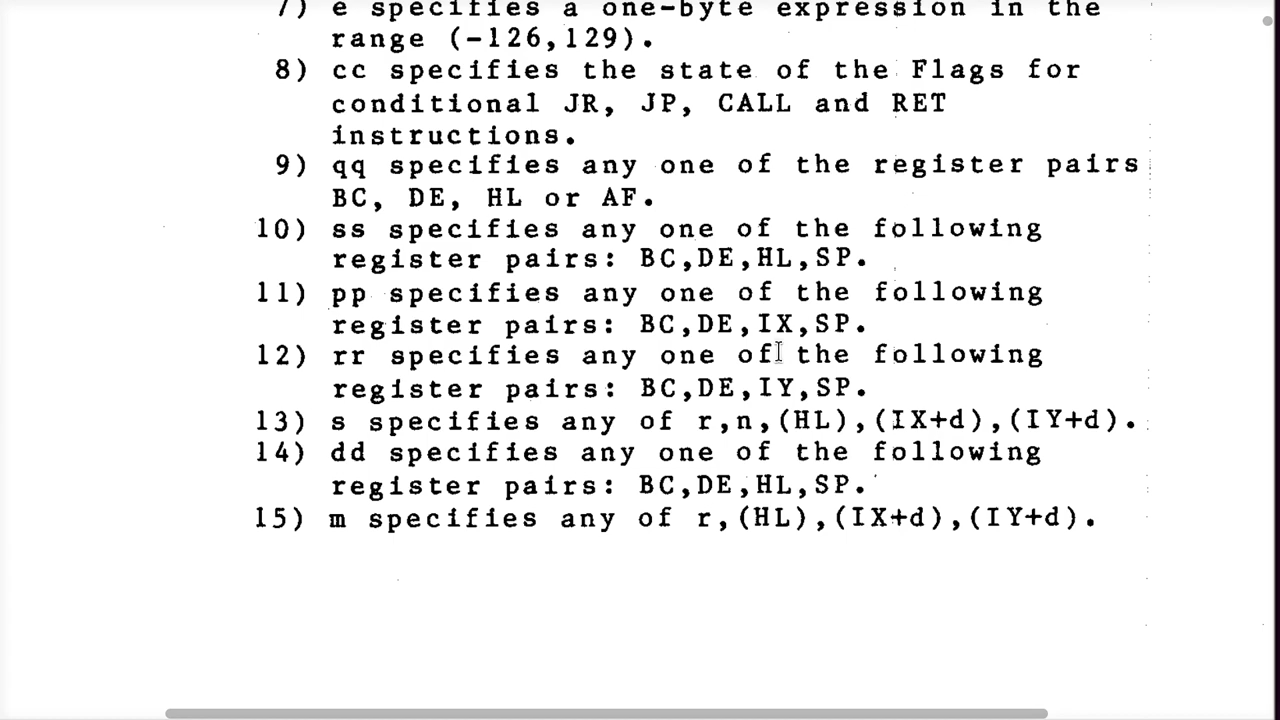 7) e specifies a one-byte expression in the
range (-126,129).
8) cc specifies the state of the Flags for
conditional JR, JP, CALL and RET
instructions.
9) qq specifies any one of the register pairs
BC, DE, HL or AF.
10) ss specifies any one of the following
register pairs: BC,DE,HL,SP.
11) pp specifies any one of the following
register pairs: BC,DE,IX,SP.
12) rr specifies any one of the following
register pairs: BC,DE,IY,SP.
13) s specifies any of r,n,(HL),(IX+d),(IY+d).
14) dd specifies any one of the following
register pairs: BC,DE,HL,SP.
15) m specifies any of r,(HL),(IX+d),(IY+d).